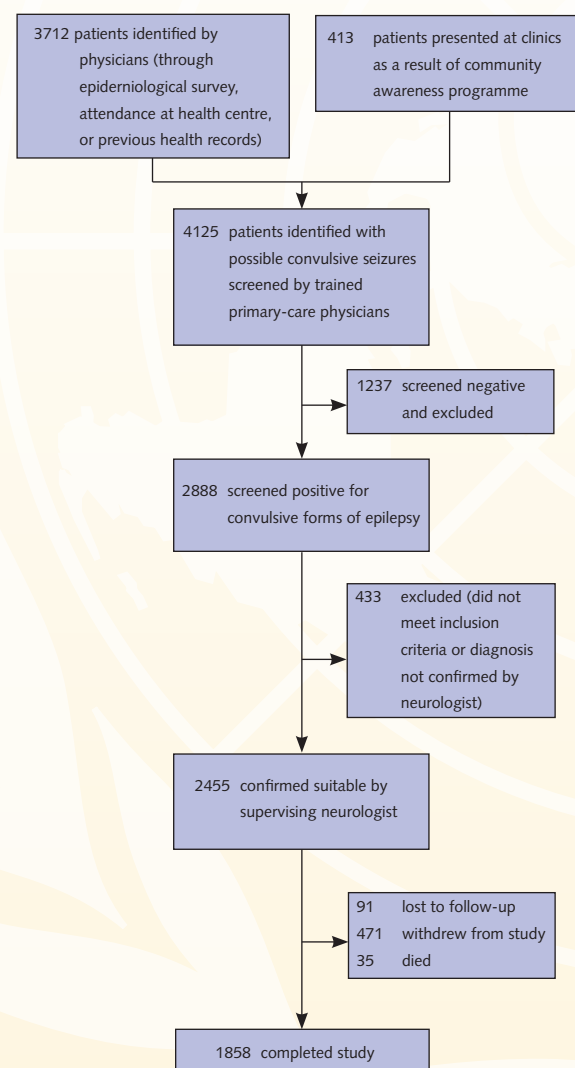 3712 patients identified by
physicians (through
epiderniological survey,
attendance at health centre,
or previous health records)
413 patients presented at clinics
as a result of community
awareness programme
4125 patients identified with
possible convulsive seizures
screened by trained
primary-care physicians
1237 screened negative
and excluded
2888 screened positive for
convulsive forms of epilepsy
433 excluded (did not
meet inclusion
criteria or diagnosis
not confirmed by
neurologist)
2455 confirmed suitable by
supervising neurologist
91 lost to follow-up
471 withdrew from study
35 died
1858 completed study